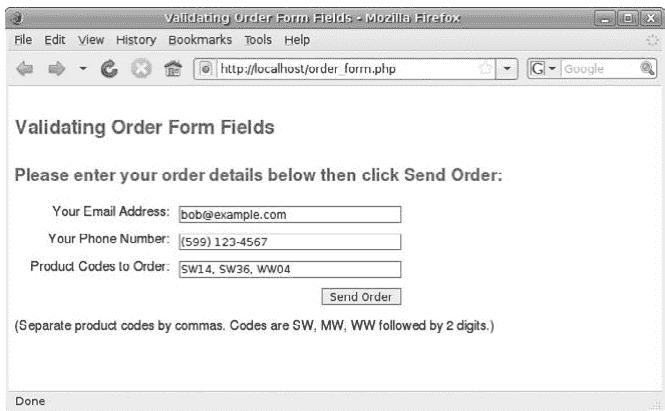 Validating Order Form Fields - Mozilla Firefox
File Edit View History Bookmarks Tools Help
http://localhost/order_form.php G Google
Validating Order Form Fields
Please enter your order details below then click Send Order:
Your Email Address: bob@example.com
Your Phone Number: (599) 123-4567
Product Codes to Order: SW14, SW36, WW04
Send Order
(Separate product codes by commas. Codes are SW, MW, WW followed by 2 digits.)
Done